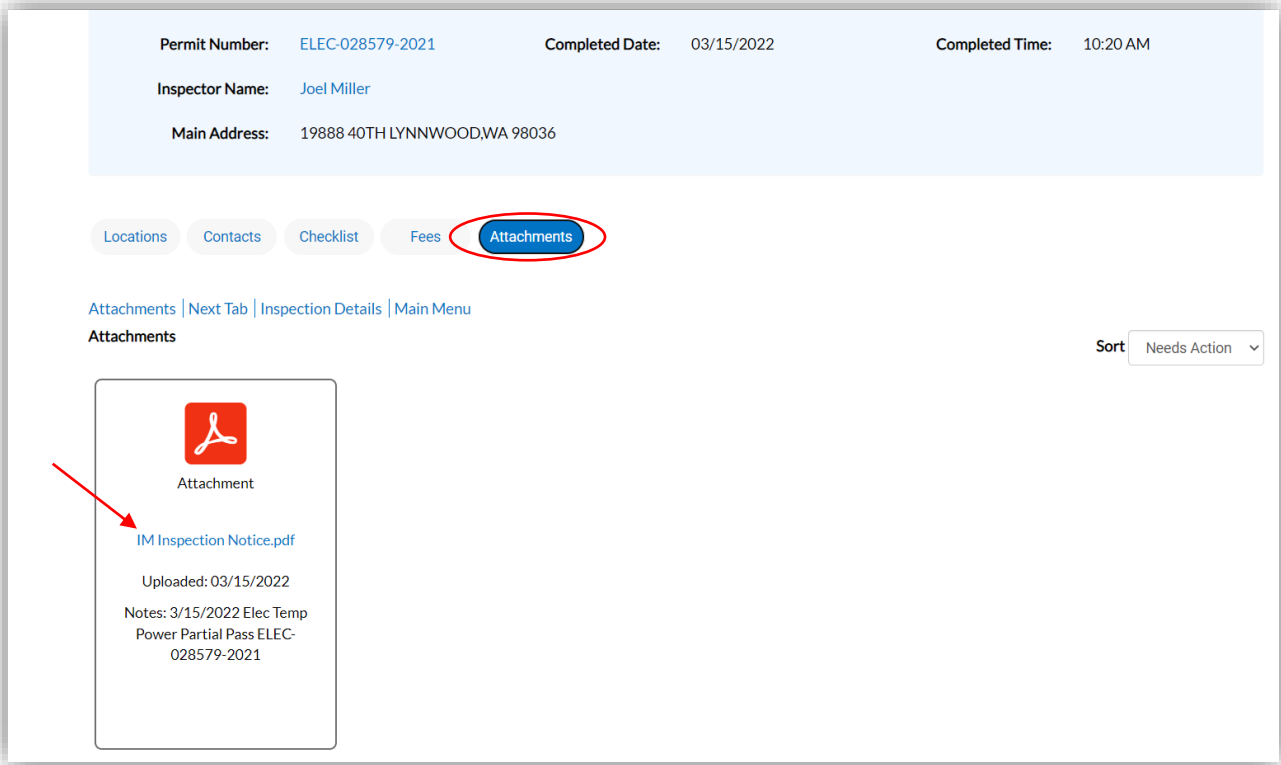 Permit Number: ELEC-028579-2021 Completed Date: 03/15/2022 Completed Time: 10:20 AM
Inspector Name: Joel Miller
Main Address: 19888 40TH LYNNWOOD,WA 98036
Locations Contacts Checklist Fees Attachments
Attachments | Next Tab | Inspection Details | Main Menu
Attachments
Sort Needs Action
Attachment
IM Inspection Notice.pdf
Uploaded: 03/15/2022
Notes: 3/15/2022 Elec Temp
Power Partial Pass ELEC-
028579-2021